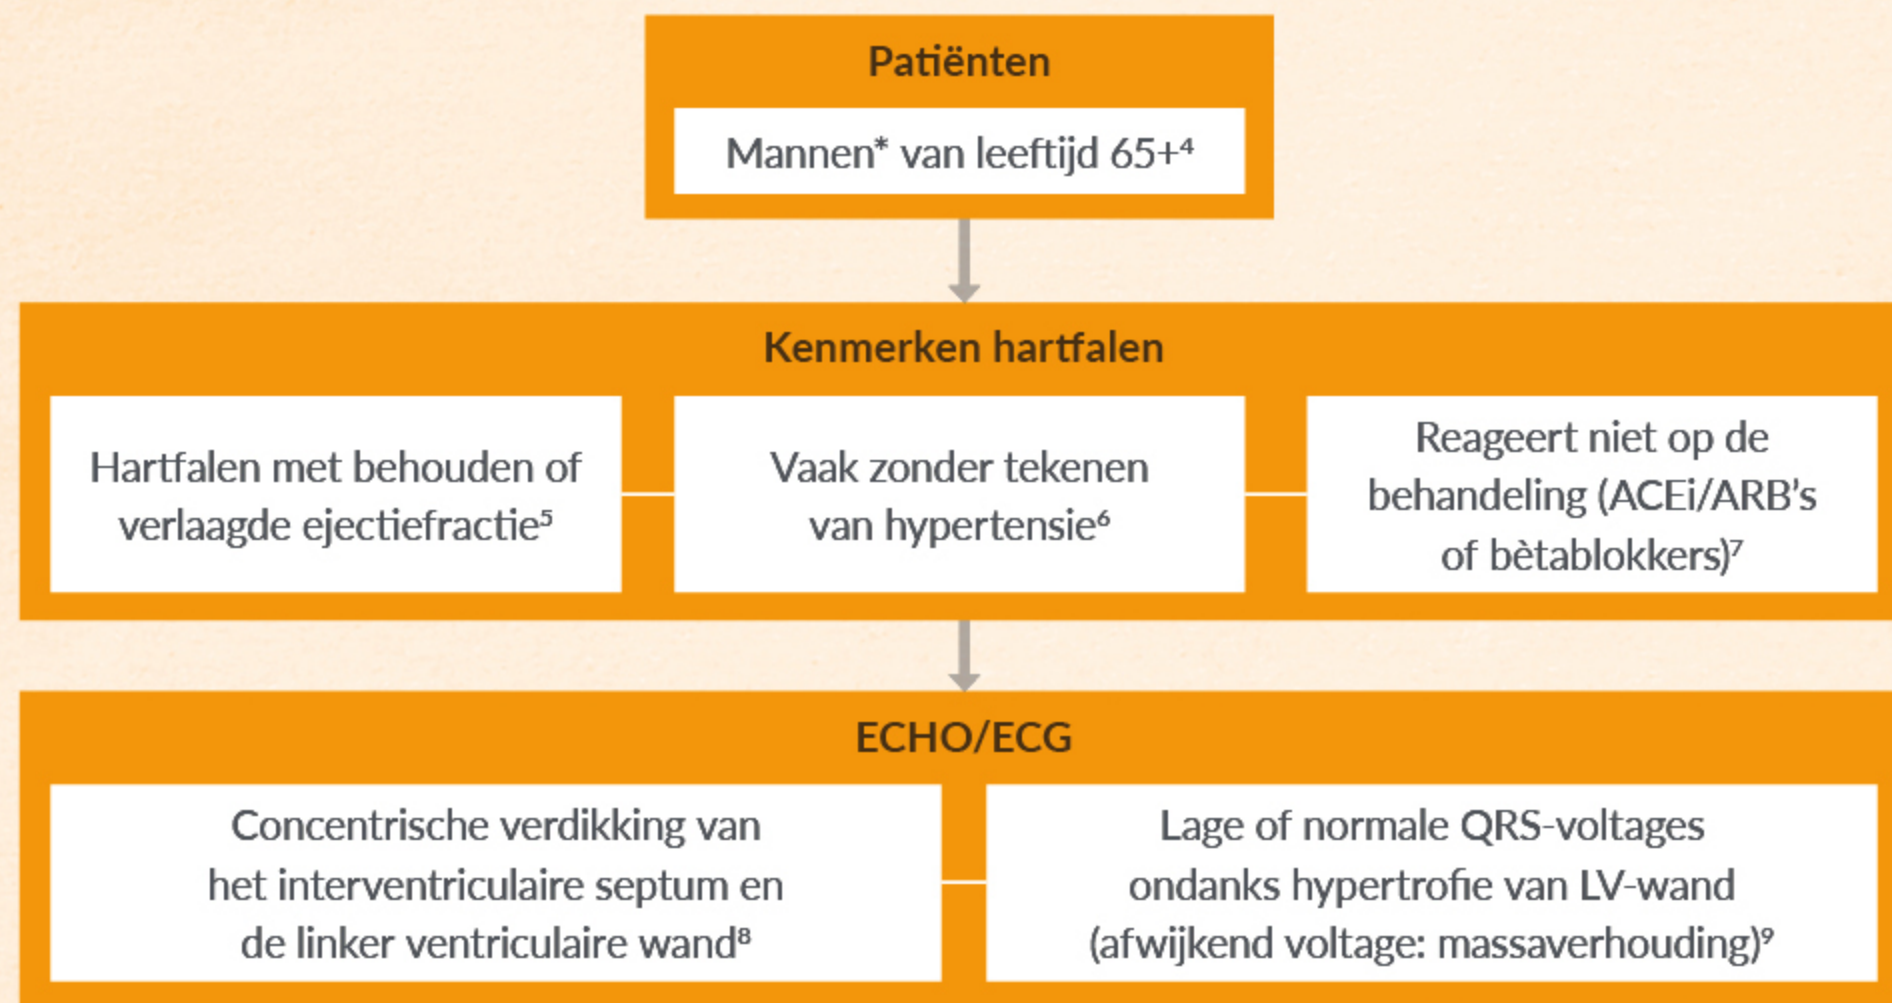 Patiënten
Mannen* van leeftijd 65+⁴
Kenmerken hartfalen
Hartfalen met behouden of
verlaagde ejectiefractie⁵
Vaak zonder tekenen
van hypertensie⁶
Reageert niet op de
behandeling (ACEi/ARB’s
of bètablokkers)⁷
ECHO/ECG
Concentrische verdikking van
het interventriculaire septum en
de linker ventriculaire wand⁸
Lage of normale QRS-voltages
ondanks hypertrofie van LV-wand
(afwijkend voltage: massaverhouding)⁹